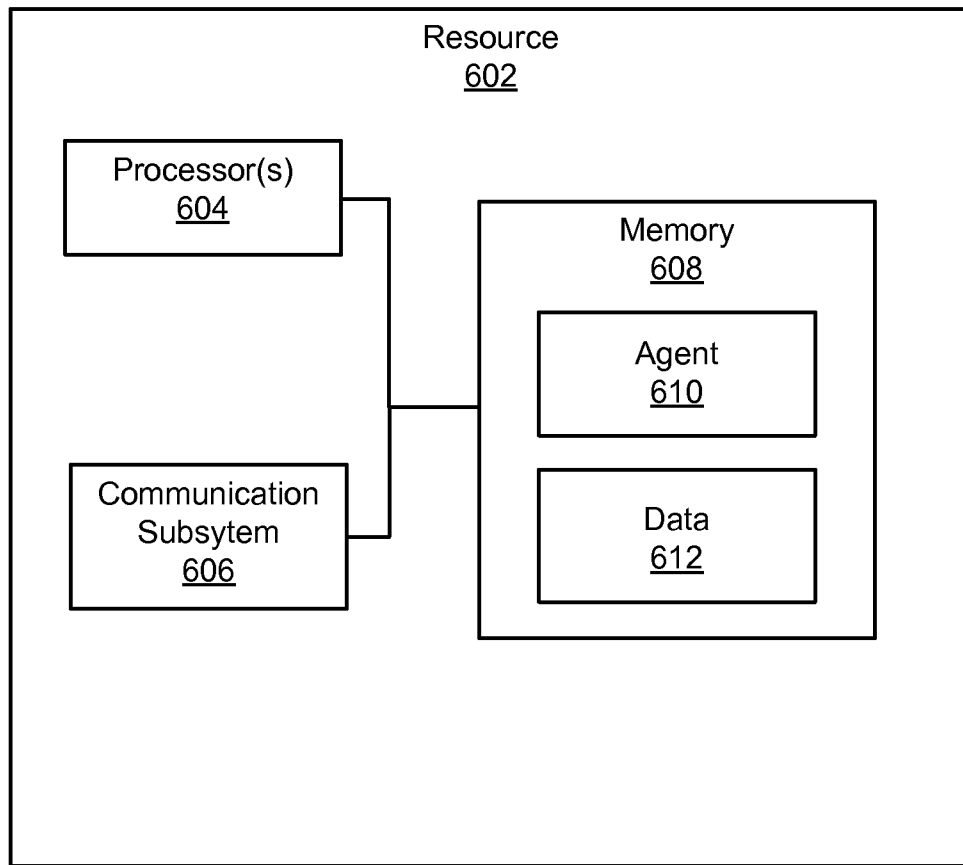 Resource
602
Processor(s)
604
Memory
608
Agent
610
Communication
Subsytem
606
Data
612